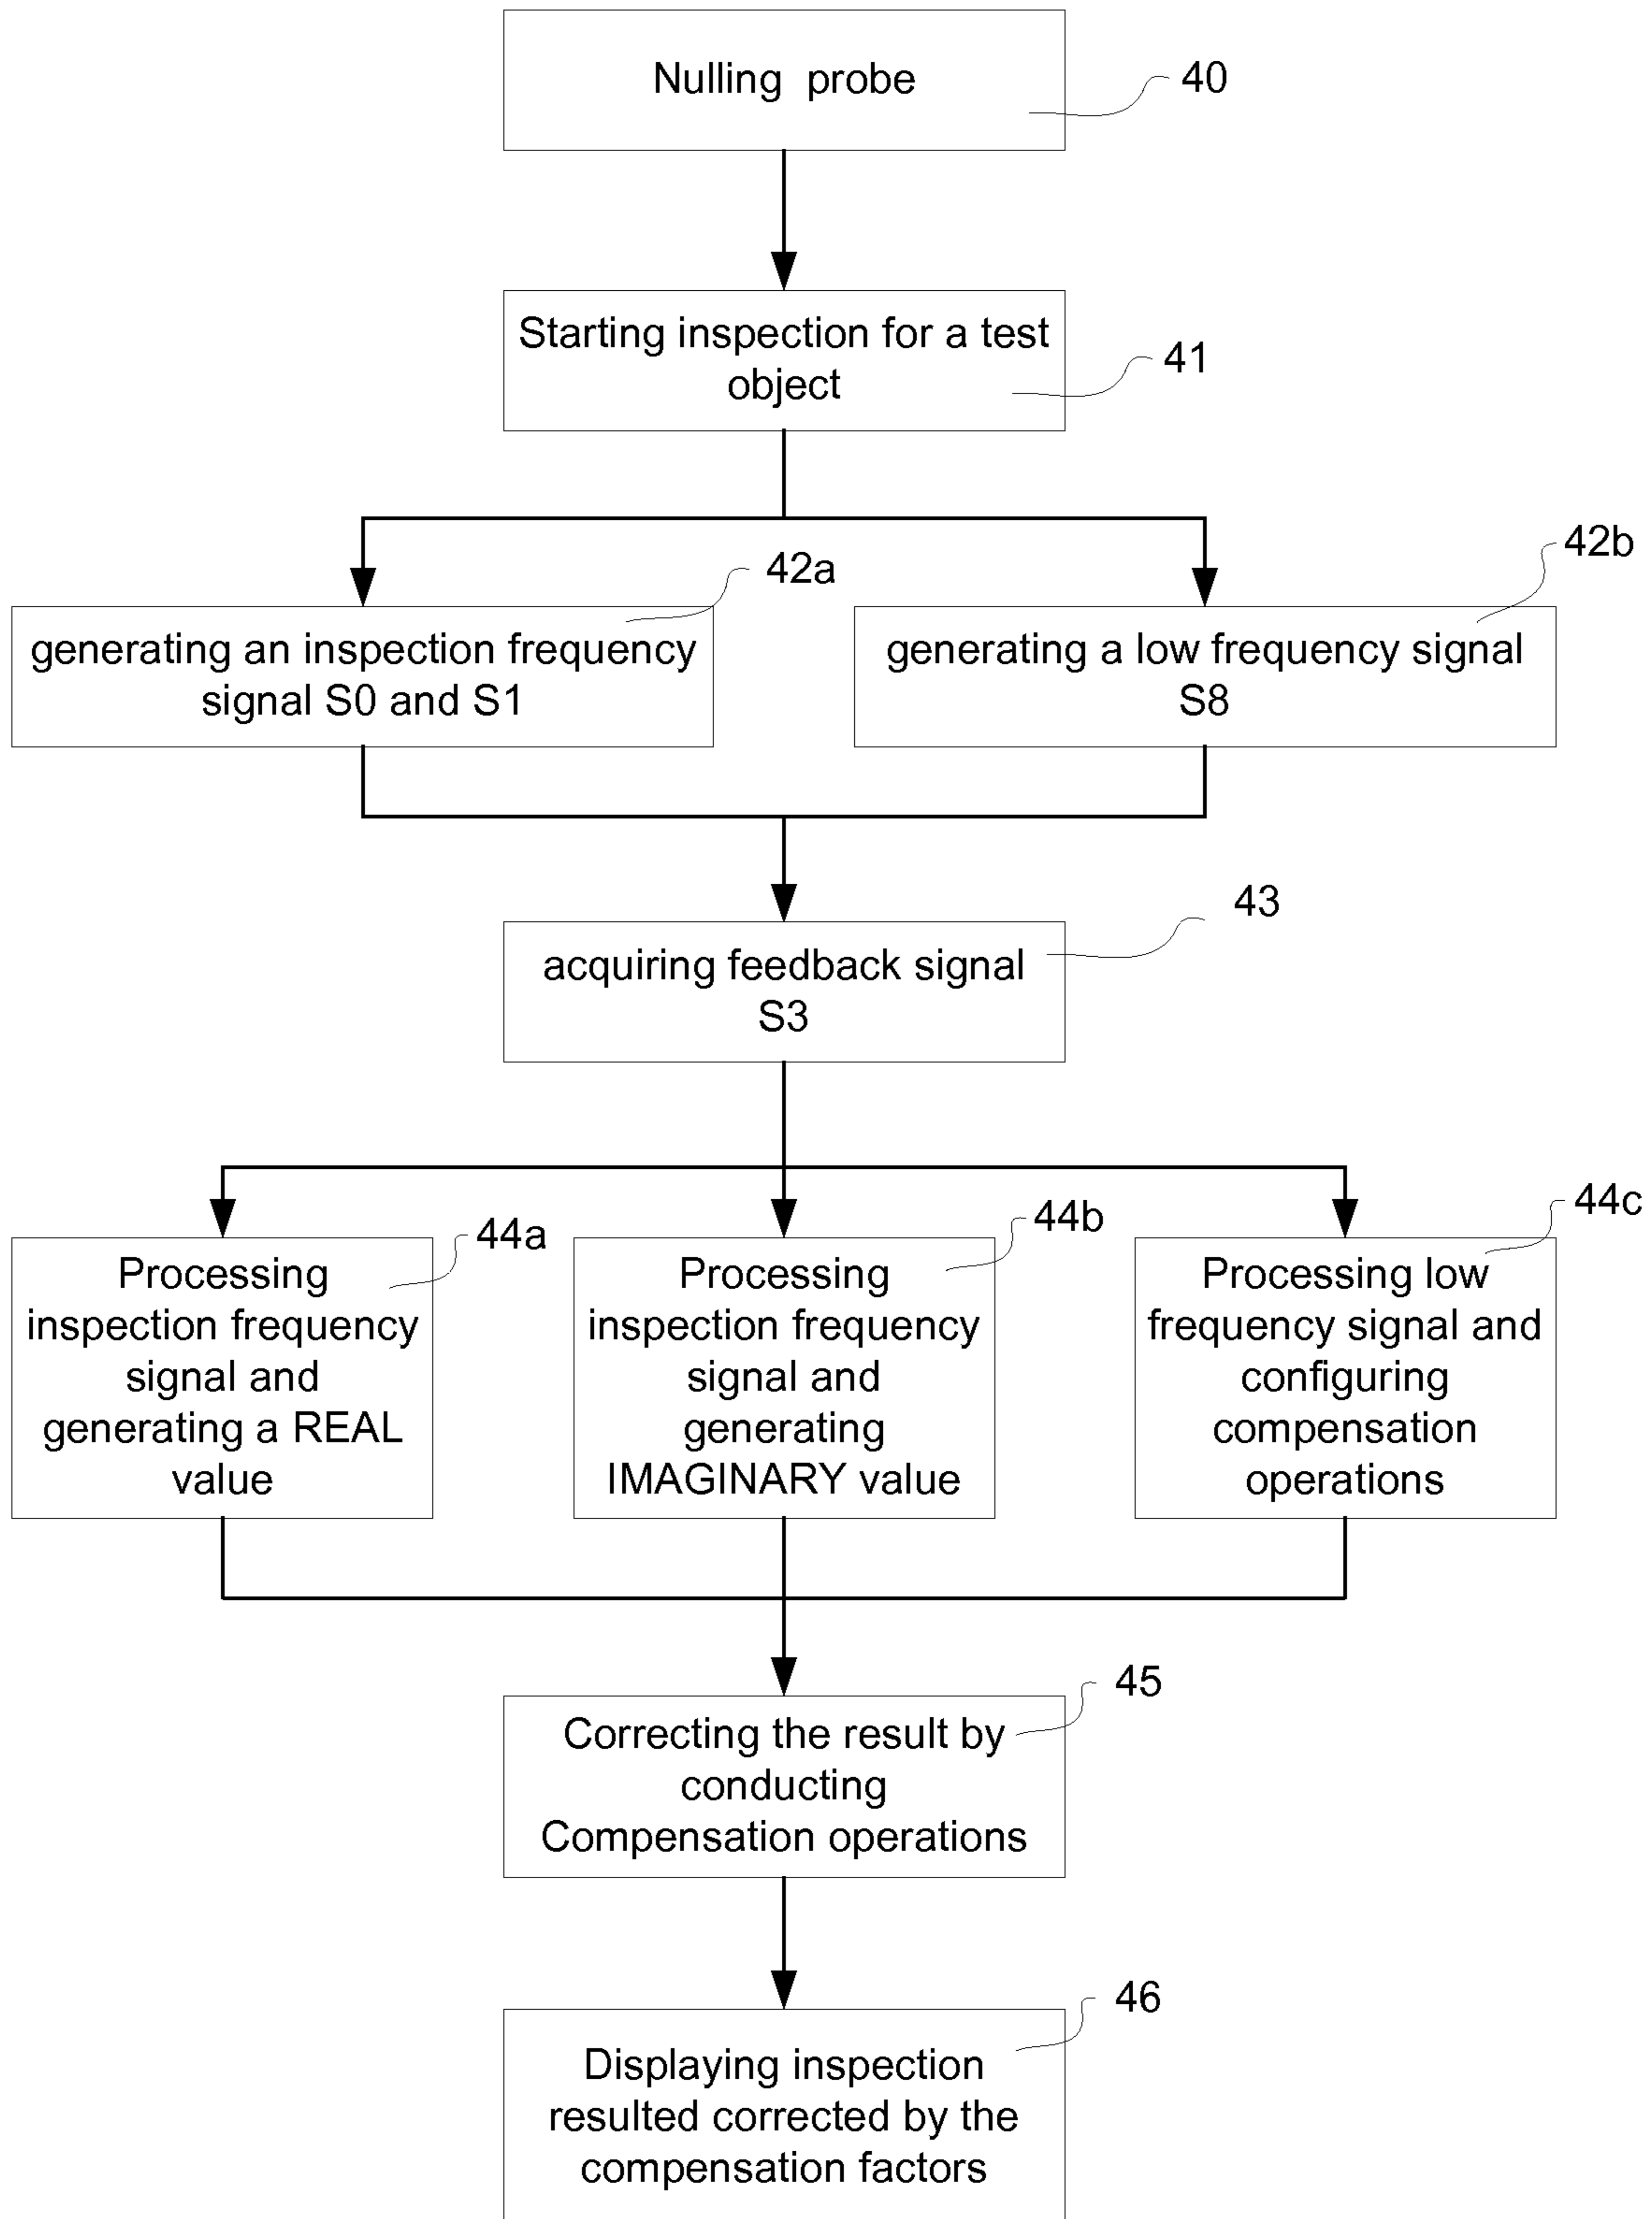 Nulling probe
40
Starting inspection for a test
object
41
42a
42b
generating an inspection frequency
signal S0 and S1
generating a low frequency signal
S8
43
acquiring feedback signal
S3
44a
44b
44c
Processing
inspection frequency
signal and
generating a REAL
value
Processing
inspection frequency
signal and
generating
IMAGINARY value
Processing low
frequency signal and
configuring
compensation
operations
45
Correcting the result by
conducting
Compensation operations
46
Displaying inspection
resulted corrected by the
compensation factors